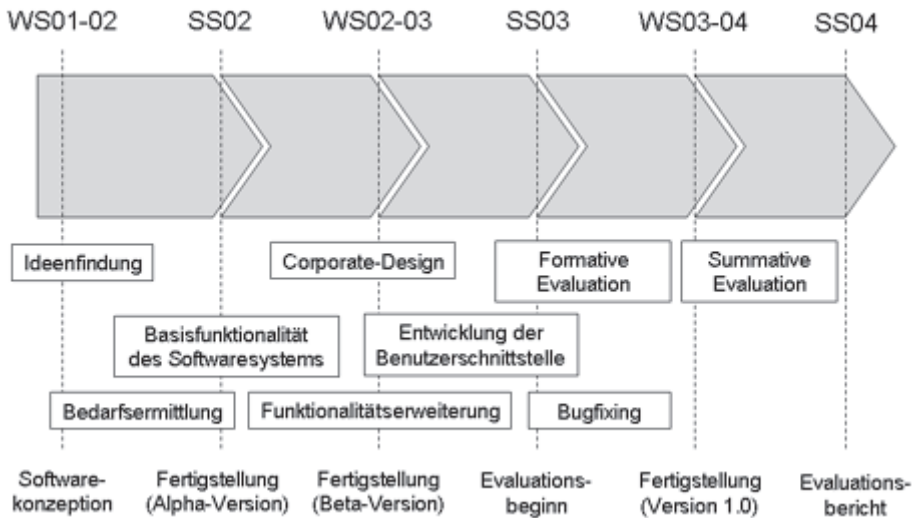 WS01-02 SS02 WS02-03 SS03 WS03-04 SS04
Ideenfindung
Corporate-Design
Formative
Evaluation
Summative
Evaluation
Basisfunktionalität
des Softwaresystems
Entwicklung der
Benutzerschnittstelle
Bedarfsermittlung
Funktionalitätserweiterung
Bugfixing
Software-
konzeption
Fertigstellung
(Alpha-Version)
Fertigstellung
(Beta-Version)
Evaluations-
beginn
Fertigstellung
(Version 1.0)
Evaluations-
bericht